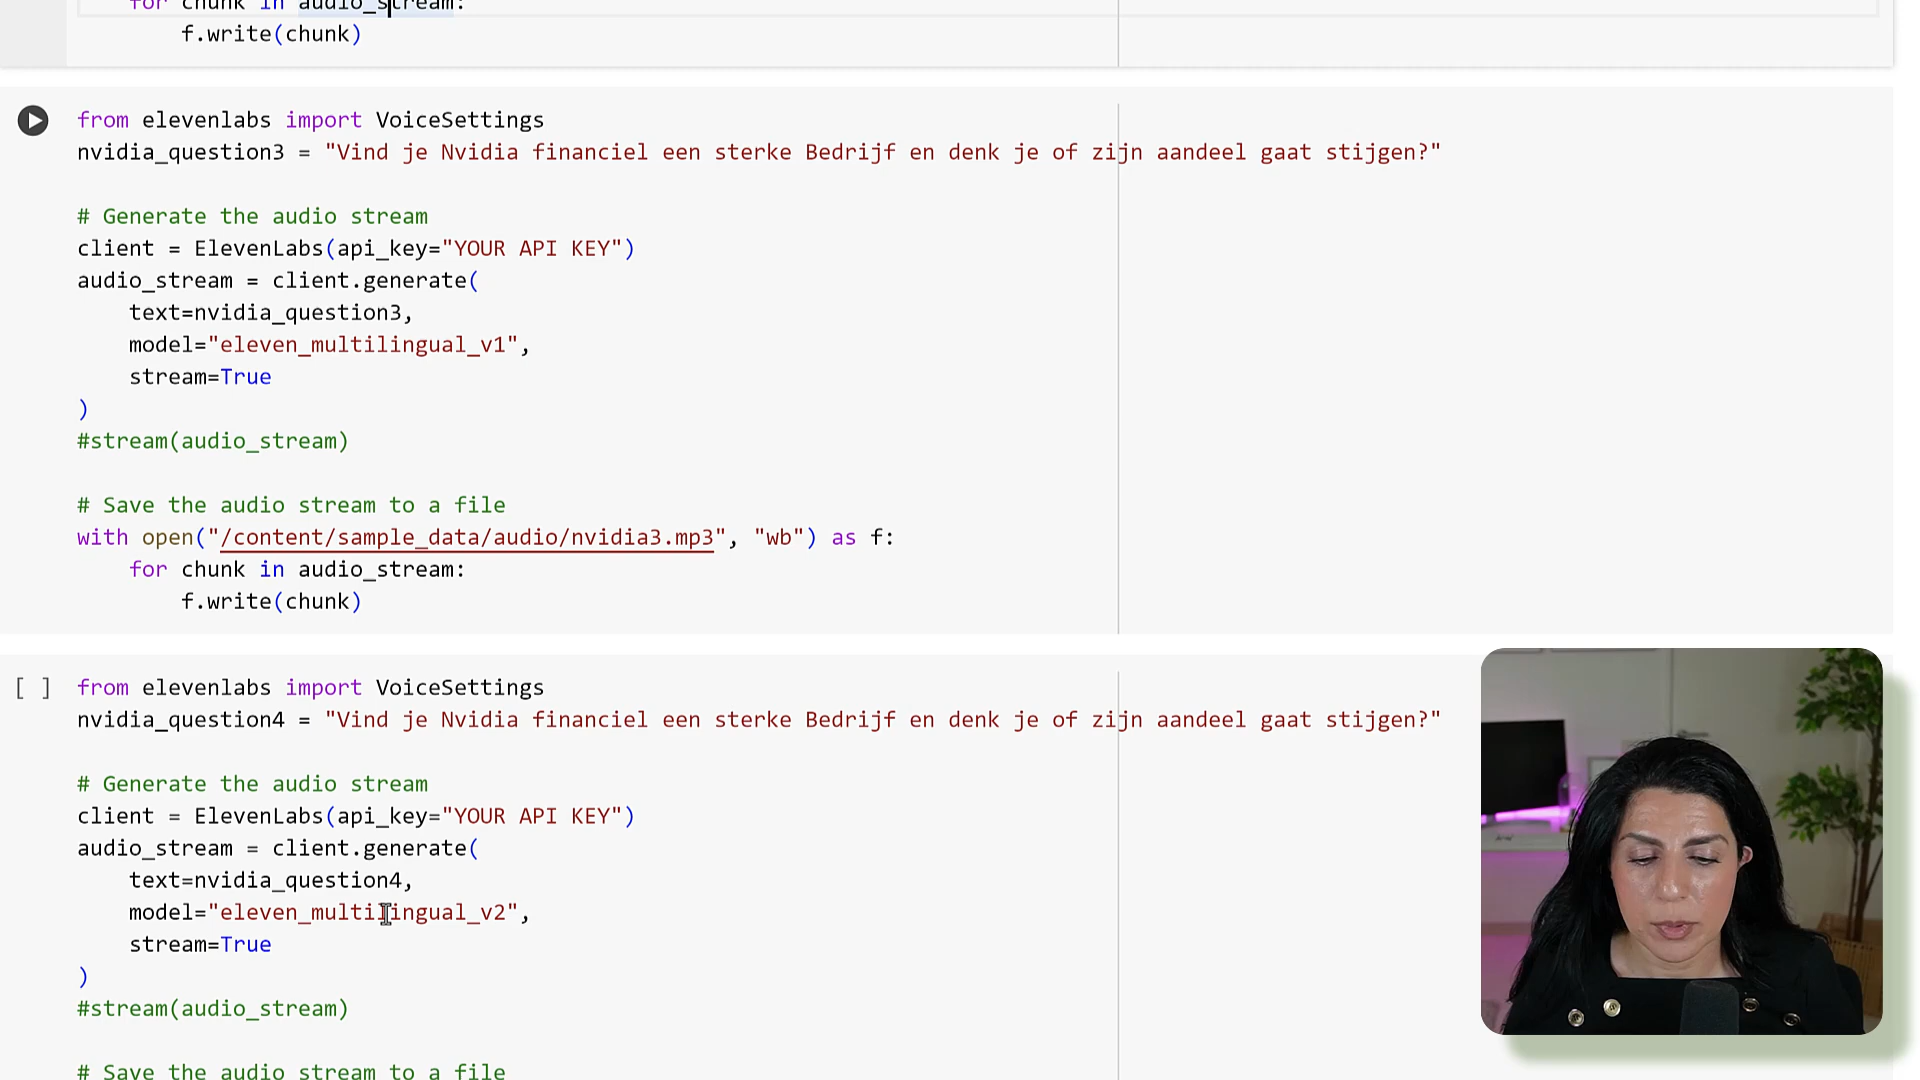 for chunk in audio_stream:
f.write(chunk)
from elevenlabs import VoiceSettings
nvidia_question3 = "Vind je Nvidia financiel een sterke Bedrijf en denk je of zijn aandeel gaat stijgen?"
# Generate the audio stream
client = ElevenLabs(api_key="YOUR API KEY")
audio_stream = client.generate(
text=nvidia_question3,
model="eleven_multilingual_v1",
stream=True
)
#stream(audio_stream)
# Save the audio stream to a file
with open("/content/sample_data/audio/nvidia3.mp3", "wb") as f:
for chunk in audio_stream:
f.write(chunk)
[ ]
from elevenlabs import VoiceSettings
nvidia_question4 = "Vind je Nvidia financiel een sterke Bedrijf en denk je of zijn aandeel gaat stijgen?"
# Generate the audio stream
client = ElevenLabs(api_key="YOUR API KEY")
audio_stream = client.generate(
text=nvidia_question4,
model="eleven_multilingual_v2",
stream=True
)
#stream(audio_stream)
# Save the audio stream to a file